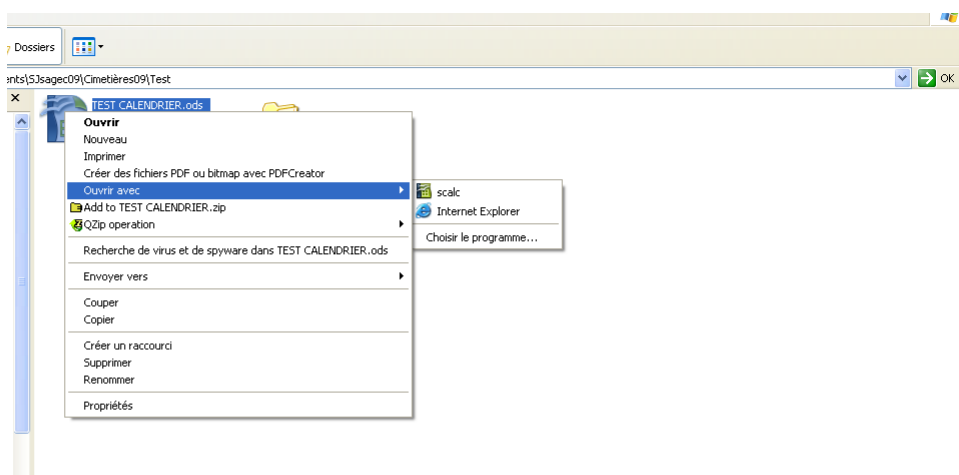 Dossiers
ents\SJsagec09\Cimetières09\Test
OK
TEST CALENDRIER.ods
Ouvrir
Nouveau
Imprimer
Créer des fichiers PDF ou bitmap avec PDFCreator
Ouvrir avec
Add to TEST CALENDRIER.zip
QZip operation
Recherche de virus et de spyware dans TEST CALENDRIER.ods
Envoyer vers
Couper
Copier
Créer un raccourci
Supprimer
Renommer
Propriétés
scalc
Internet Explorer
Choisir le programme...